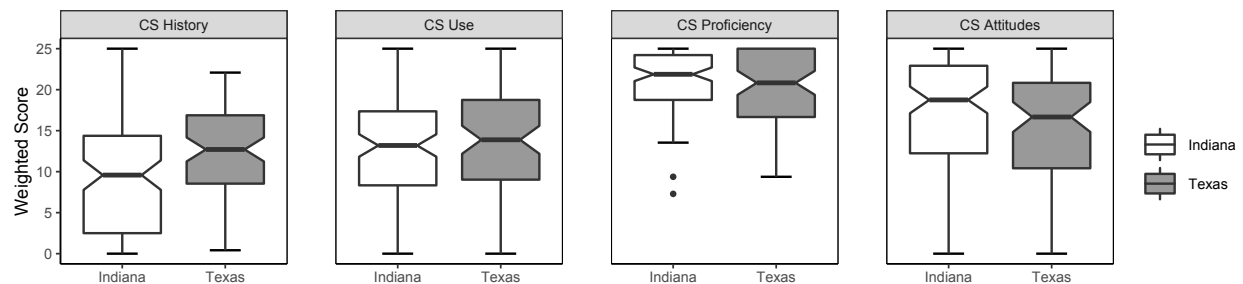 CS History CS Use CS Proficiency CS Attitudes
25
20
15
10
5
0
Weighted Score
Indiana Texas Indiana Texas Indiana Texas Indiana Texas
Indiana
Texas